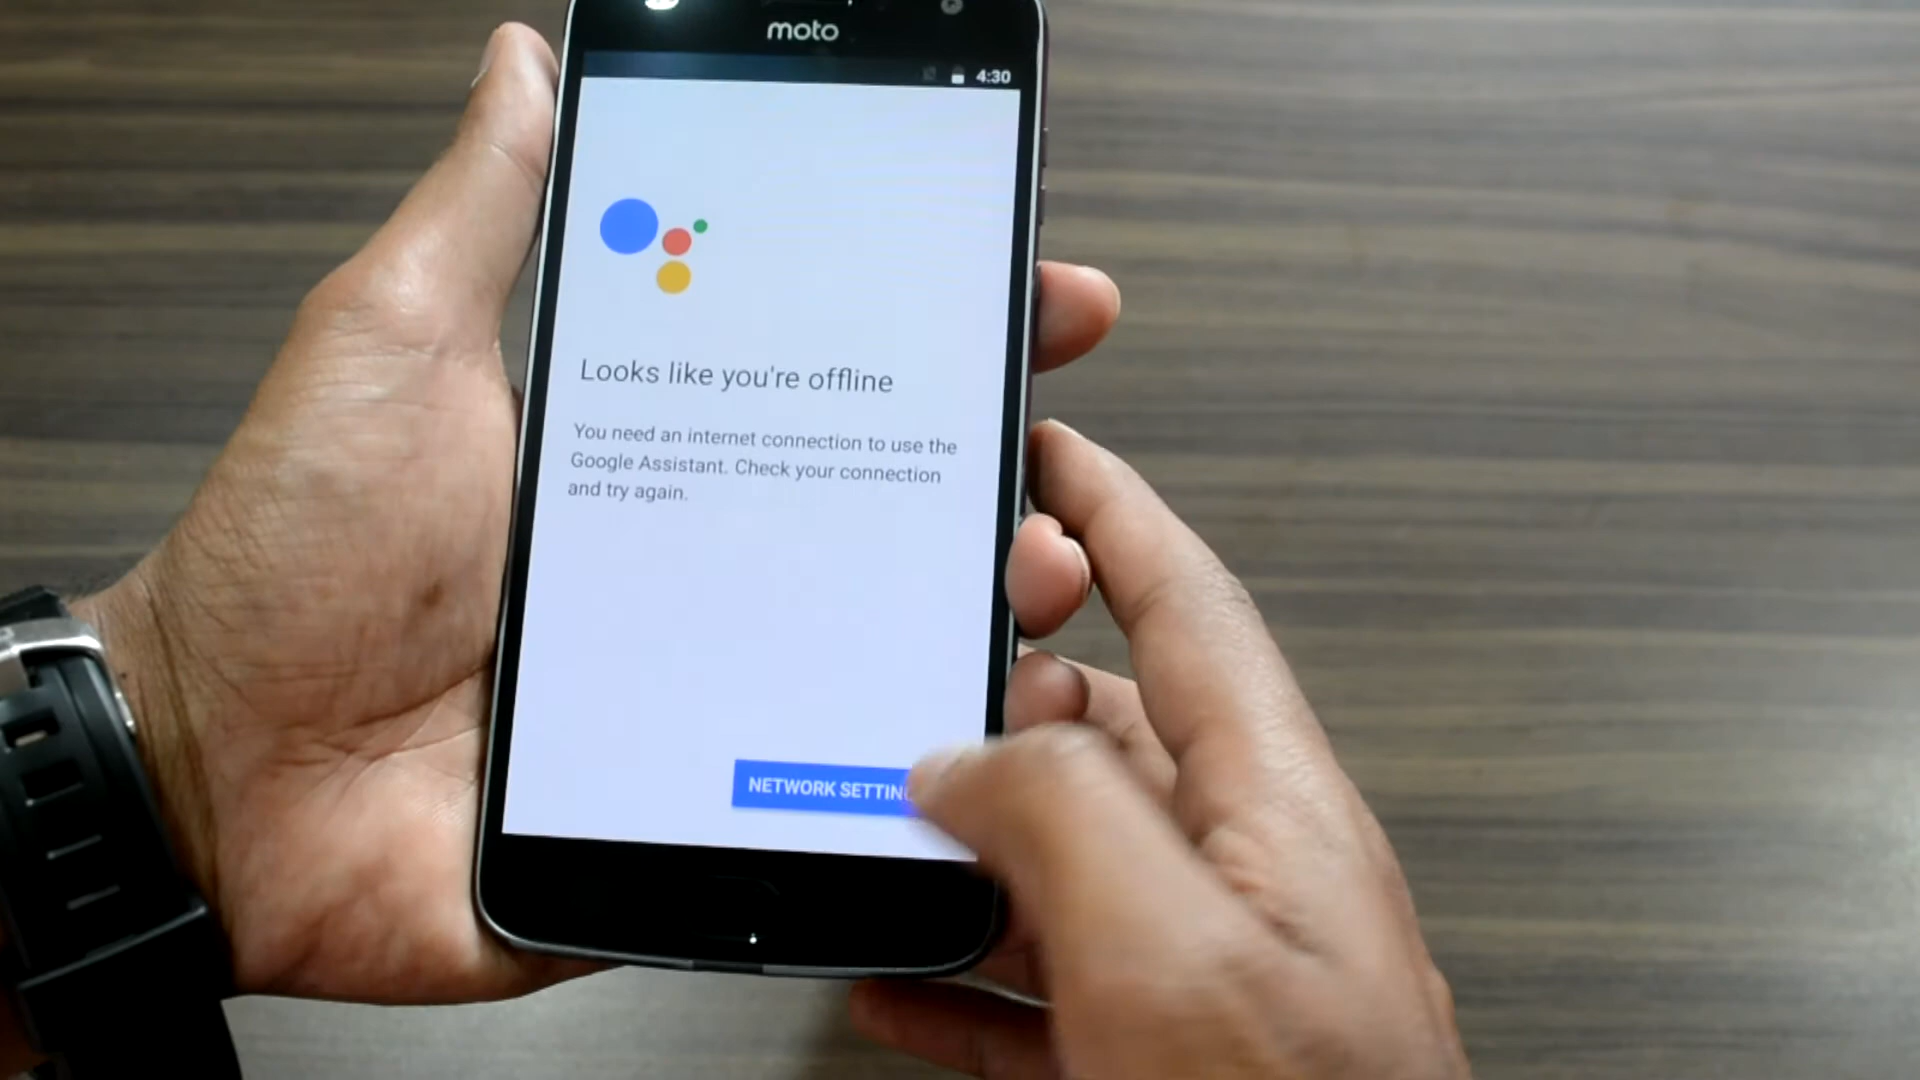 moto
4:30
Looks like you're offline
You need an internet connection to use the
Google Assistant. Check your connection
and try again.
NETWORK SETTIN